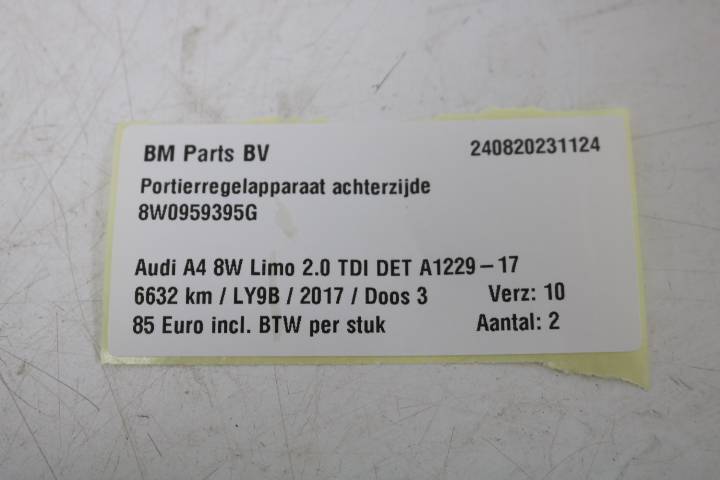 BM Parts BV 240820231124
Portierregelapparaat achterzijde
8W0959395G
Audi A4 8W Limo 2.0 TDI DET A1229-17
6632 km / LY9B / 2017 / Doos 3 Verz: 10
85 Euro incl. BTW per stuk Aantal: 2